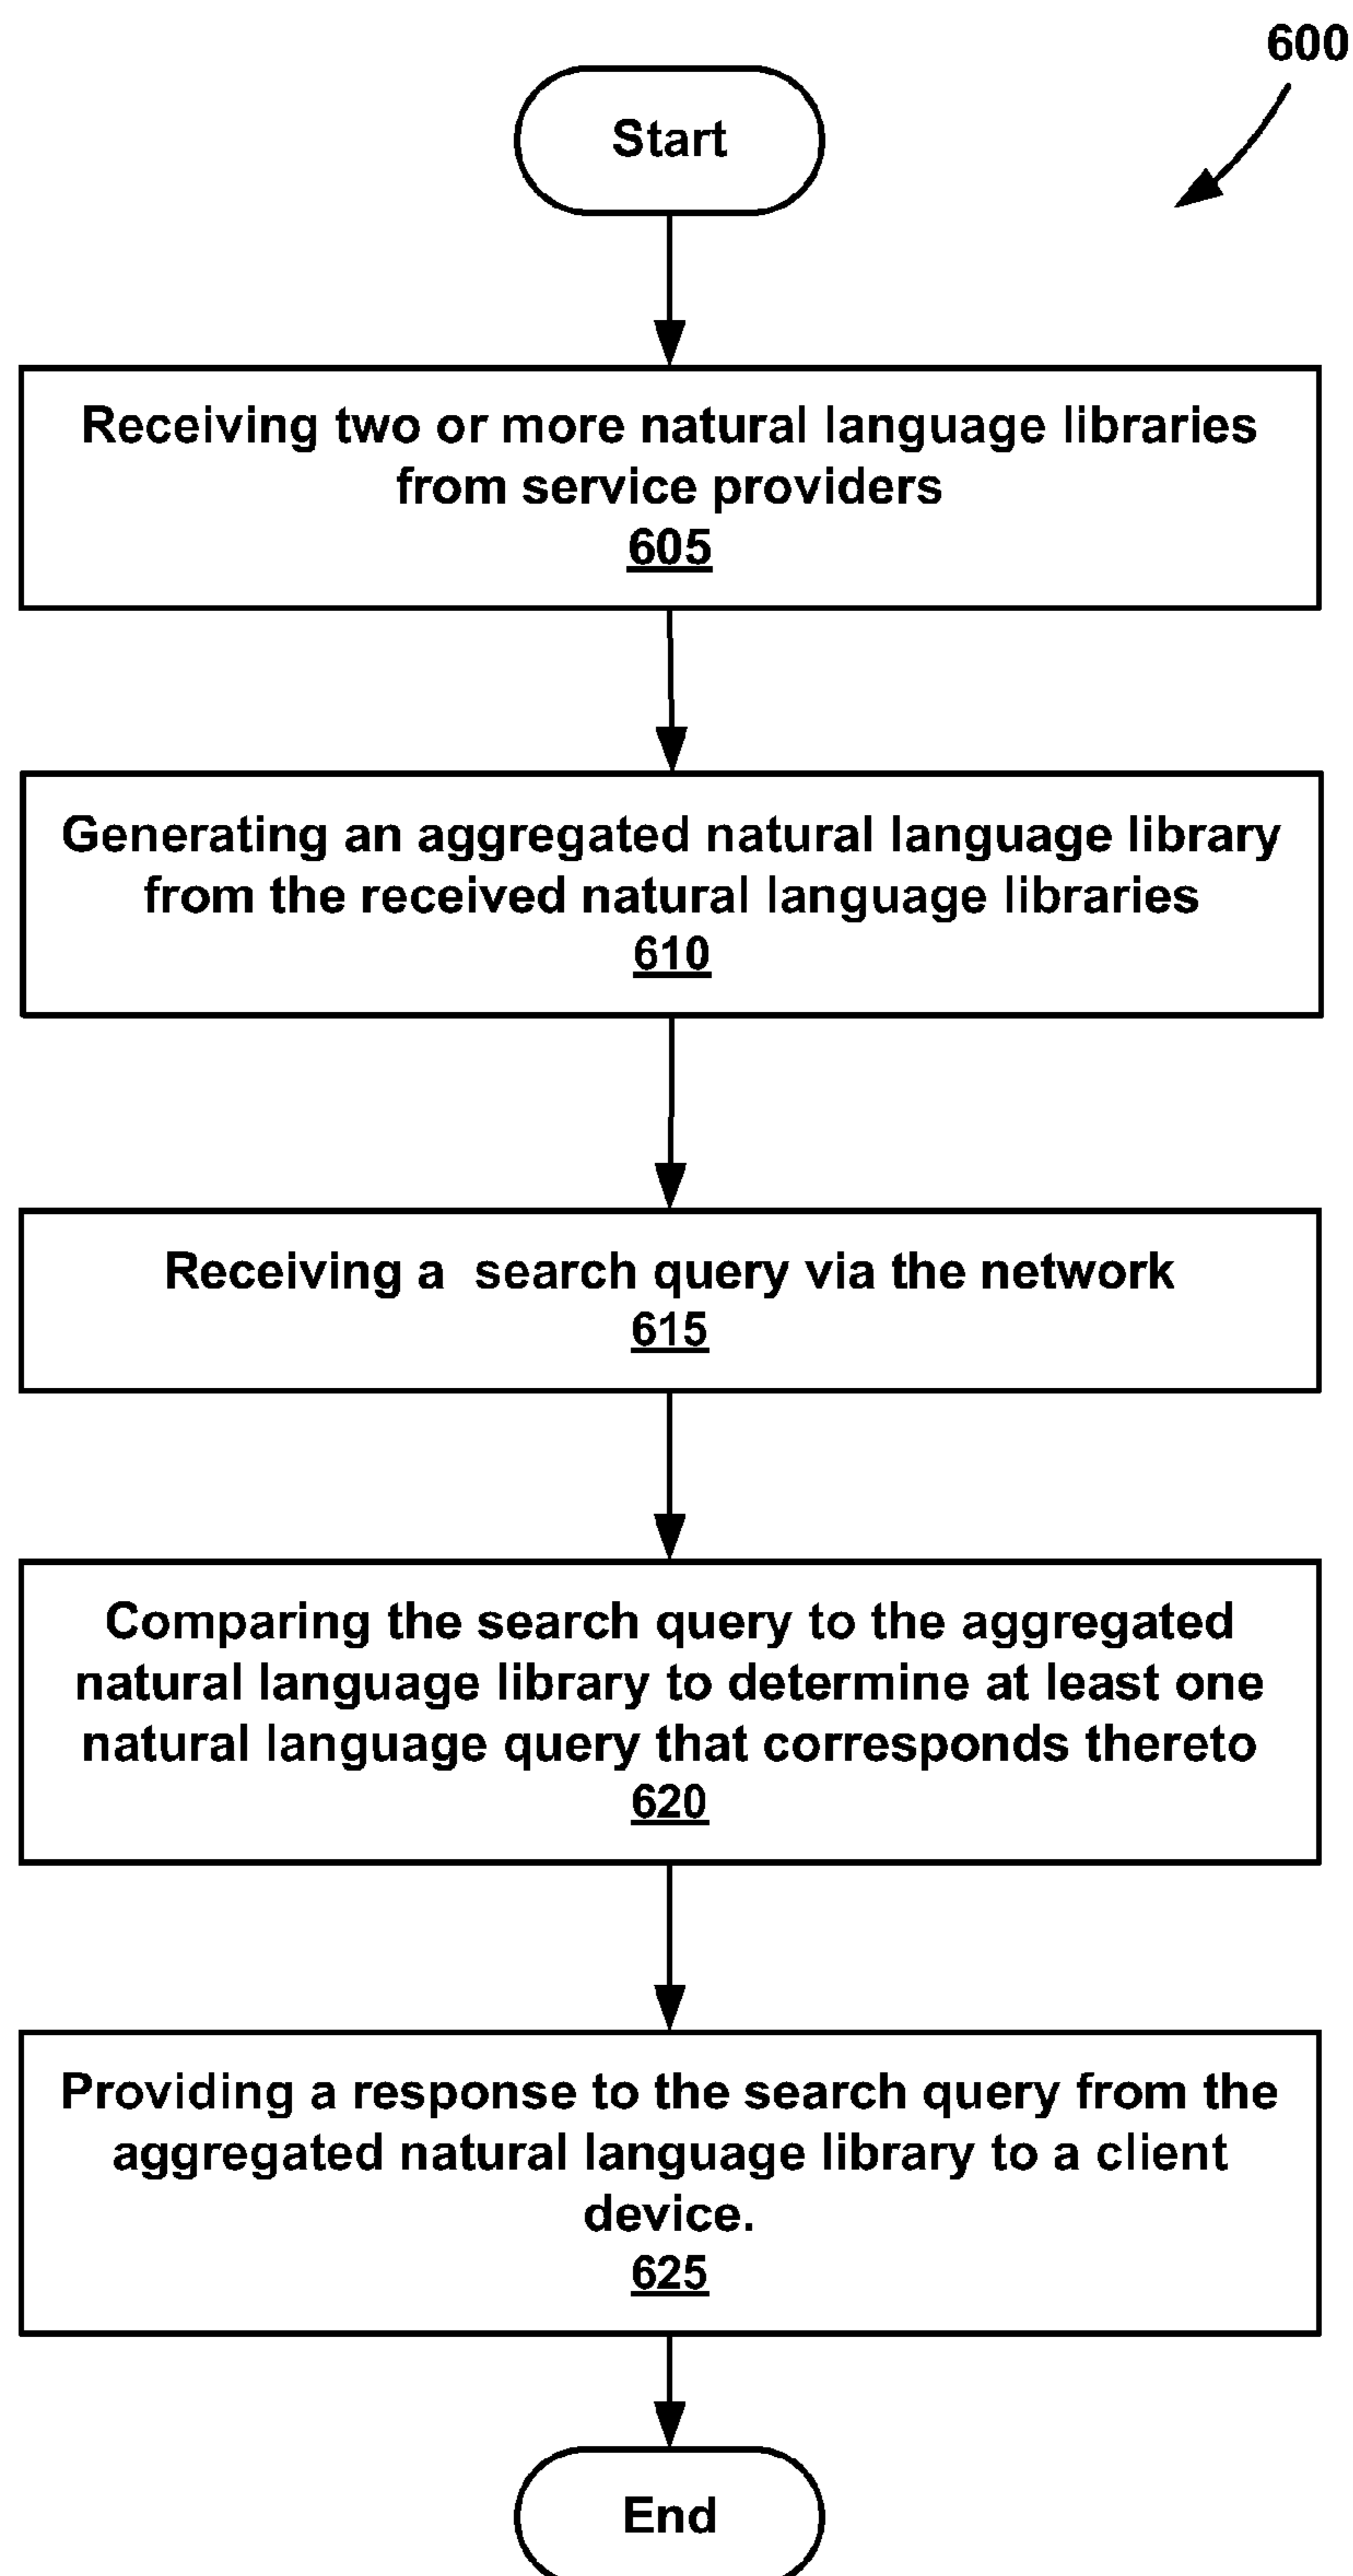 600
Start
Receiving two or more natural language libraries
from service providers
605
Generating an aggregated natural language library
from the received natural language libraries
610
Receiving a search query via the network
615
Comparing the search query to the aggregated
natural language library to determine at least one
natural language query that corresponds thereto
620
Providing a response to the search query from the
aggregated natural language library to a client
device.
625
End